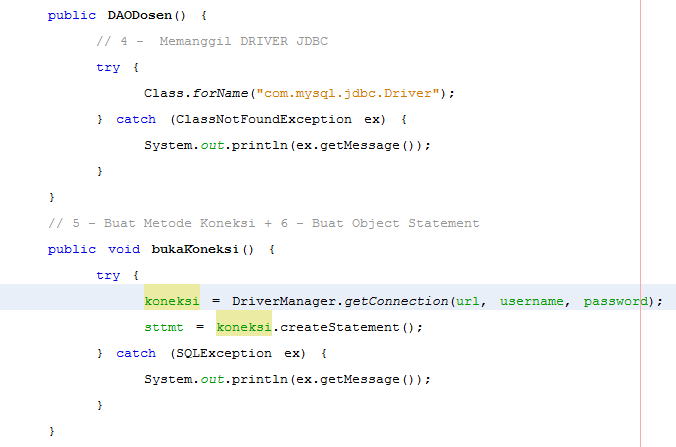 public DAODosen() {
// 4 -  Memanggil DRIVER JDBC
try {
Class.forName("com.mysql.jdbc.Driver");
} catch (ClassNotFoundException ex) {
System.out.println(ex.getMessage());
}
}
// 5 - Buat Metode Koneksi + 6 - Buat Object Statement
public void bukaKoneksi() {
try {
koneksi = DriverManager.getConnection(url, username, password);
sttmt = koneksi.createStatement();
} catch (SQLException ex) {
System.out.println(ex.getMessage());
}
}